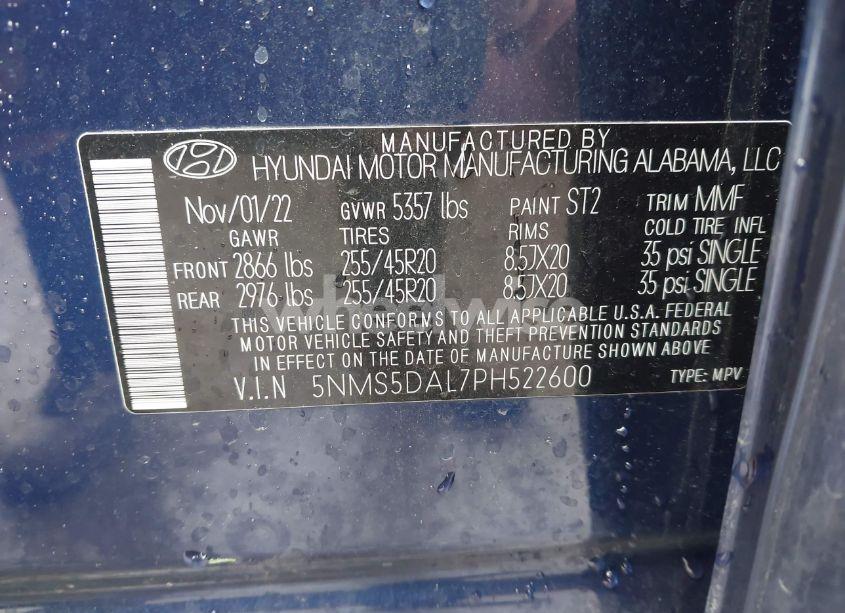 MANUFACTURED BY
HYUNDAI MOTOR MANUFACTURING ALABAMA, LLC
Nov/01/22 GVWR 5357 lbs PAINT ST2 TRIM MMF
GAWR TIRES RIMS COLD TIRE INFL
FRONT 2866 lbs 255/45R20 8.5JX20 35 psi SINGLE
REAR 2976 lbs 255/45R20 8.5JX20 35 psi SINGLE
THIS VEHICLE CONFORMS TO ALL APPLICABLE U.S.A. FEDERAL
MOTOR VEHICLE SAFETY AND THEFT PREVENTION STANDARDS
IN EFFECT ON THE DATE OF MANUFACTURE SHOWN ABOVE
V.I.N 5NMS5DAL7PH522600 TYPE: MPV